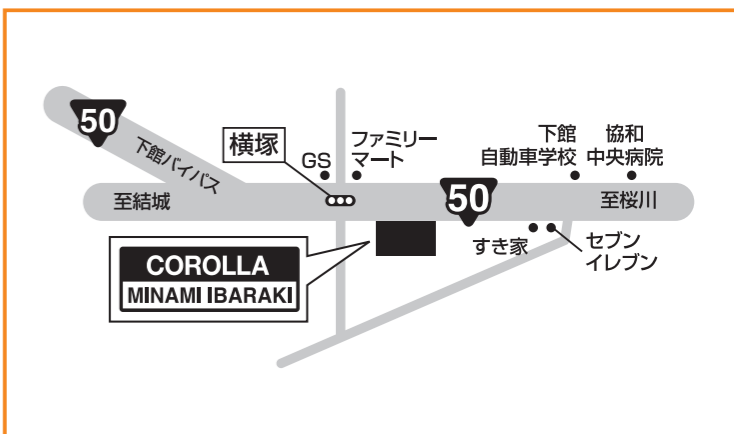 50
下館バイパス
横塚
GS
ファミリー
マート
下館
自動車学校
協和
中央病院
至結城
50
至桜川
COROLLA
MINAMI IBARAKI
すき家
セブン
イレブン